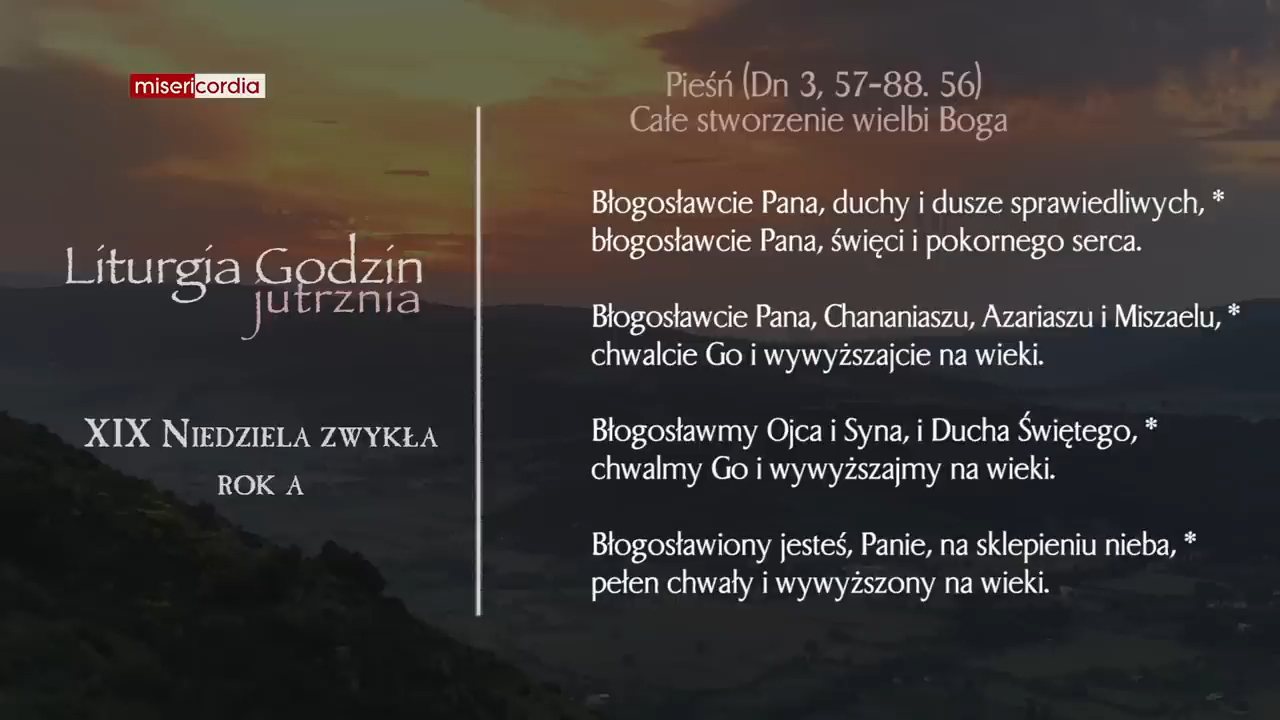 misericordia
Liturgia Godzin
jutrznia
XIX Niedziela zwykła
rok A
Pieśń (Dn 3, 57-88. 56)
Całe stworzenie wielbi Boga
Błogosławcie Pana, duchy i dusze sprawiedliwych, *
błogosławcie Pana, święci i pokornego serca.
Błogosławcie Pana, Chananiaszu, Azariaszu i Miszaelu, *
chwalcie Go i wywyższajcie na wieki.
Błogosławmy Ojca i Syna, i Ducha Świętego, *
chwalmy Go i wywyższajmy na wieki.
Błogosławiony jesteś, Panie, na sklepieniu nieba, *
pełen chwały i wywyższony na wieki.